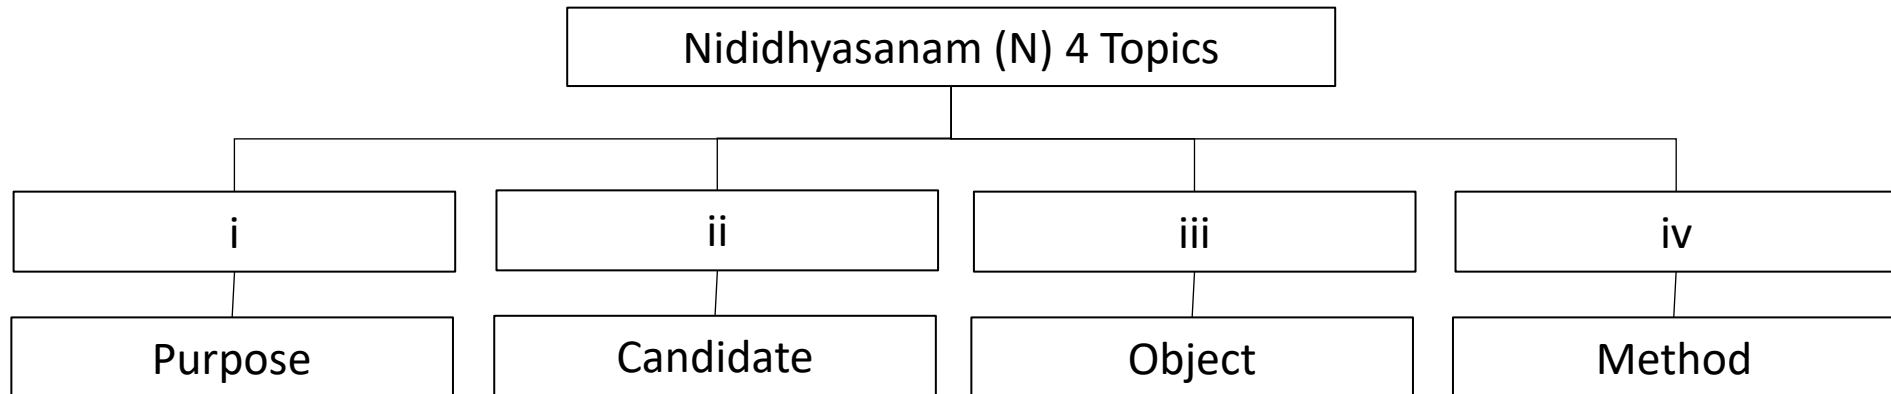 Nididhyasanam (N) 4 Topics
i
ii
iii
iv
Purpose
Candidate
Object
Method